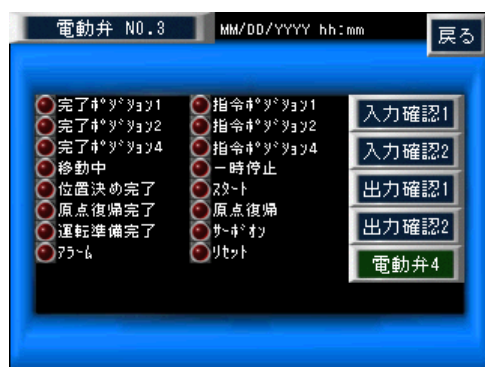 電動弁 NO.3
MM/DD/YYYY hh:mm
戻る
完了ﾎﾟｼﾞｼｮﾝ1
指令ﾎﾟｼﾞｼｮﾝ1
入力確認1
完了ﾎﾟｼﾞｼｮﾝ2
指令ﾎﾟｼﾞｼｮﾝ2
完了ﾎﾟｼﾞｼｮﾝ4
指令ﾎﾟｼﾞｼｮﾝ4
入力確認2
移動中
一時停止
位置決め完了
ｽﾀｰﾄ
出力確認1
原点復帰完了
原点復帰
運転準備完了
ｻｰﾎﾞｵﾝ
出力確認2
ｱﾗｰﾑ
ﾘｾｯﾄ
電動弁4